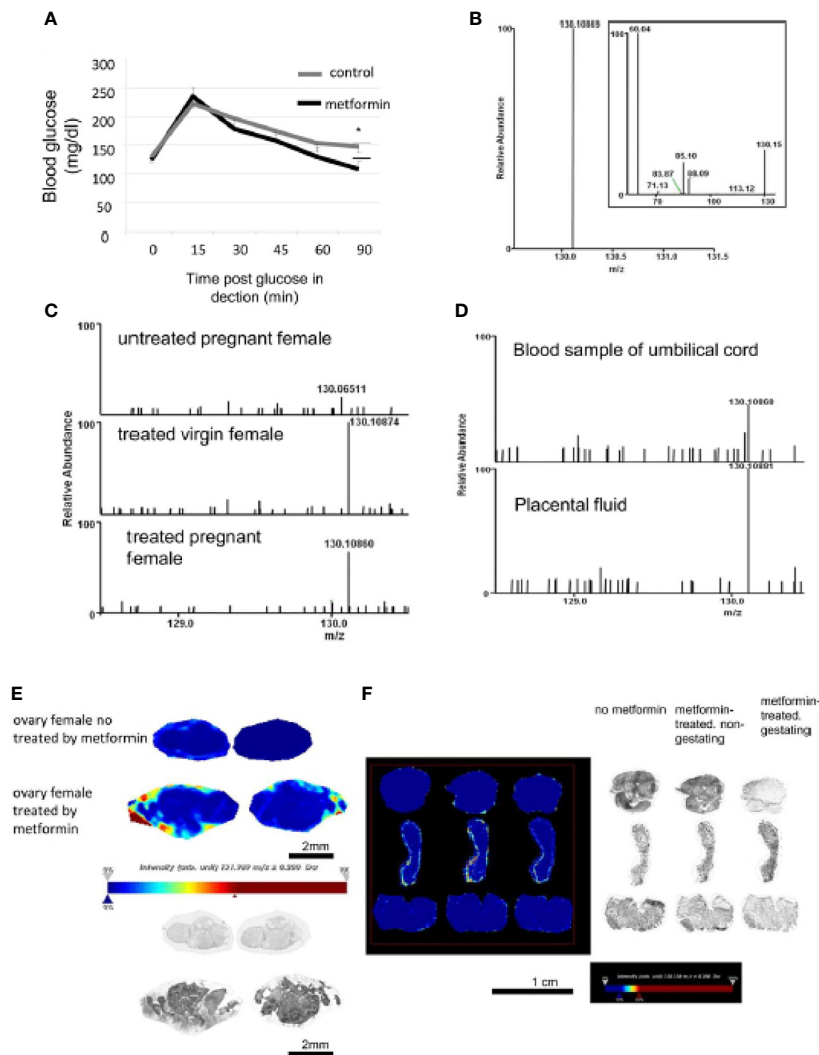 A
300
250
200
150
100
50
0
Blood glucose
(mg/dl)
control
metformin
*
0 15 30 45 60 90
Time post glucose in
dection (min)
B
130.10869
100
Relative Abundance
0
130.0 130.5 131.0 131.5
m/z
60.04
100
85.10
83.87
88.09
71.13
113.12
130.15
0
70 100 130
C
100
untreated pregnant female
130.06511
0
100
treated virgin female
130.10874
Relative Abundance
0
100
treated pregnant
female
130.10860
0
129.0 130.0
m/z
D
100
Blood sample of umbilical cord
Relative Abundance
0
100
Placental fluid
0
129.0 130.0
m/z
E
ovary female no
treated by metformin
ovary female
treated by
metformin
2mm
2mm
F
no metformin
metformin-
treated. non-
gestating
metformin-
treated.
gestating
1 cm